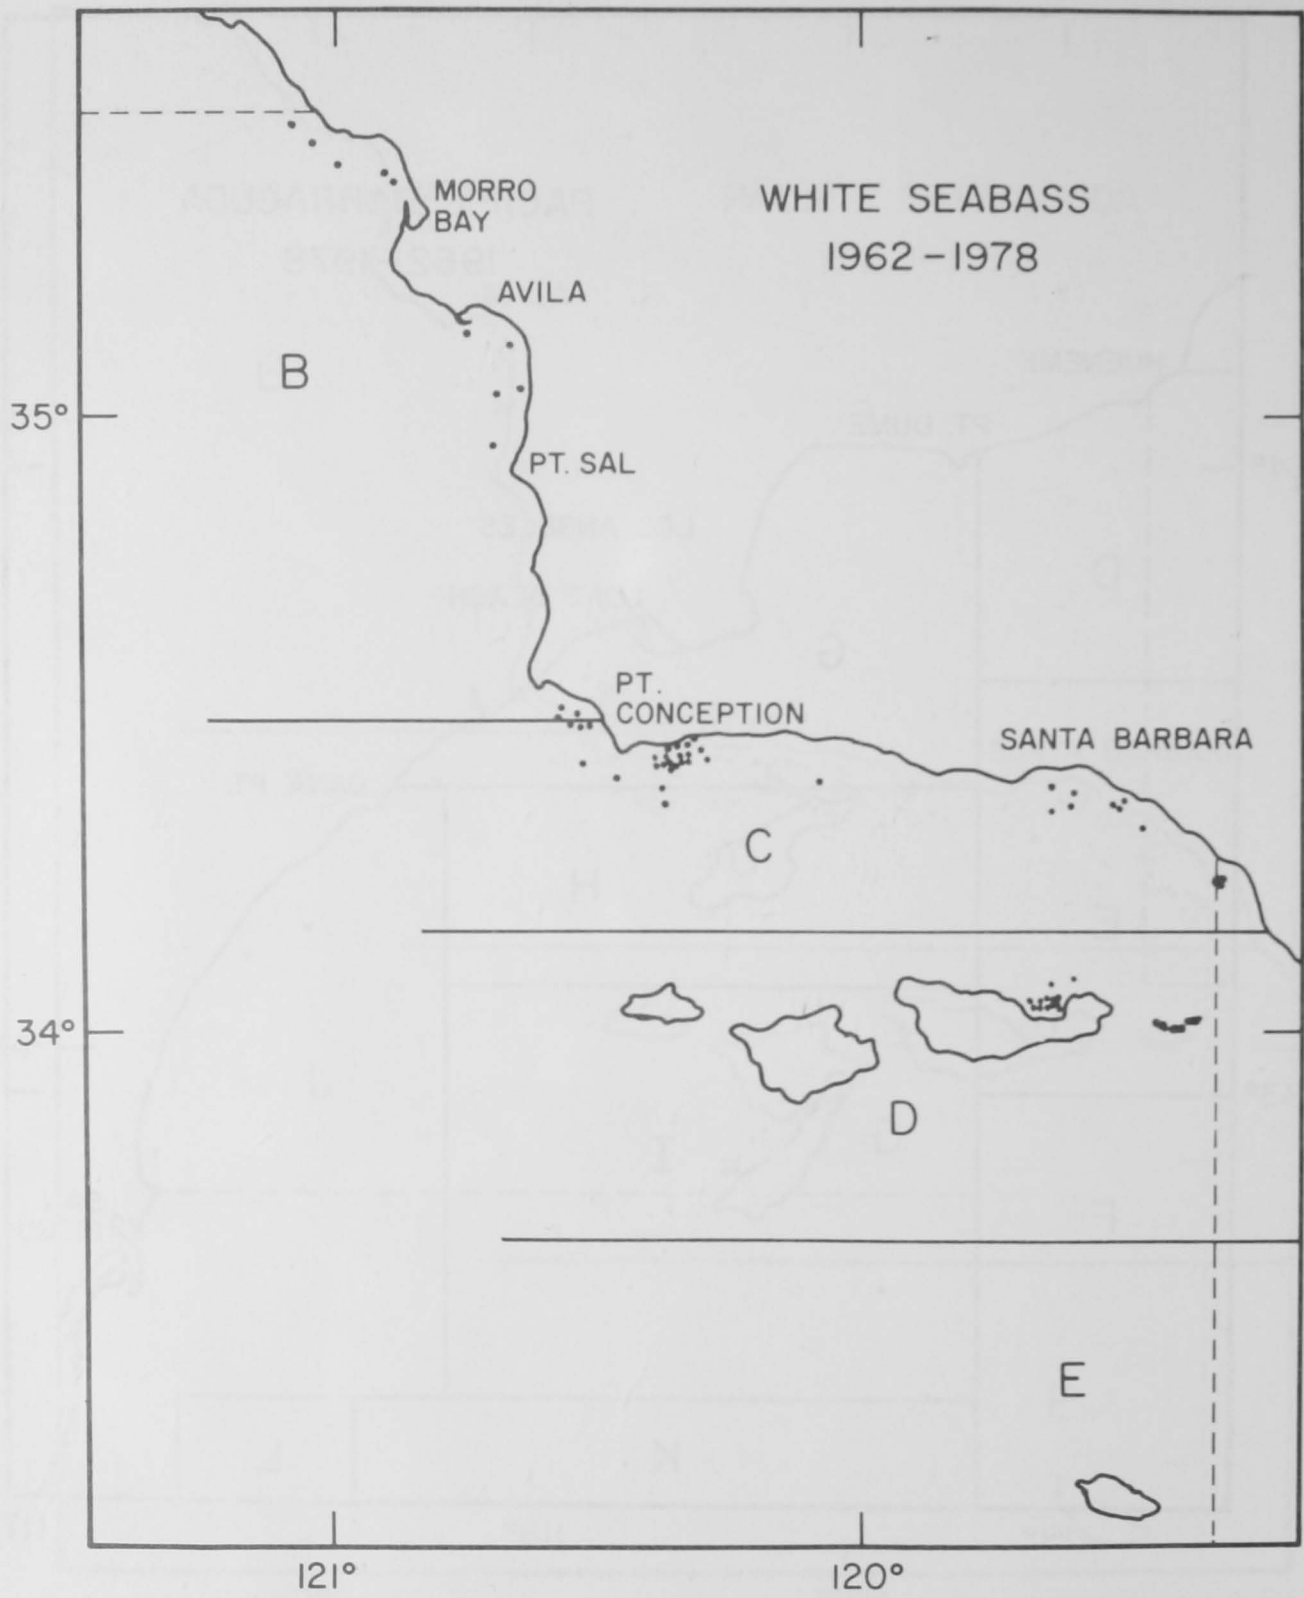 MORRO
BAY
WHITE SEABASS
1962-1978
AVILA
B
35°
PT. SAL
PT.
CONCEPTION
SANTA BARBARA
C
34°
D
E
121°
120°